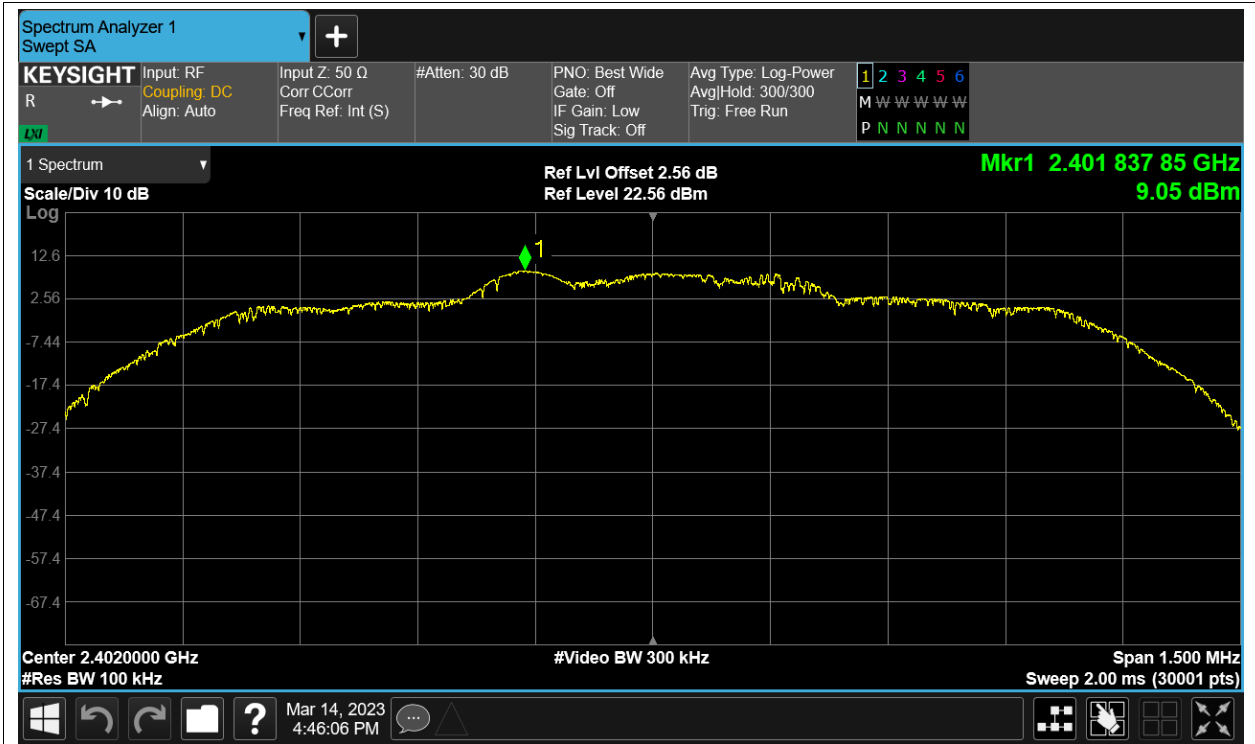 Spectrum Analyzer 1
Swept SA
KEYSIGHT
R
LXI
Input: RF
Coupling: DC
Align: Auto
Input Z: 50 Ω
Corr CCorr
Freq Ref: Int (S)
#Atten: 30 dB
PNO: Best Wide
Gate: Off
IF Gain: Low
Sig Track: Off
Avg Type: Log-Power
Avg|Hold: 300/300
Trig: Free Run
1 2 3 4 5 6
M W W W W W
P N N N N N
1 Spectrum
Scale/Div 10 dB
Log
Ref Lvl Offset 2.56 dB
Ref Level 22.56 dBm
Mkr1 2.401 837 85 GHz
9.05 dBm
1
12.6
2.56
-7.44
-17.4
-27.4
-37.4
-47.4
-57.4
-67.4
Center 2.4020000 GHz
#Res BW 100 kHz
#Video BW 300 kHz
Span 1.500 MHz
Sweep 2.00 ms (30001 pts)
?
Mar 14, 2023
4:46:06 PM